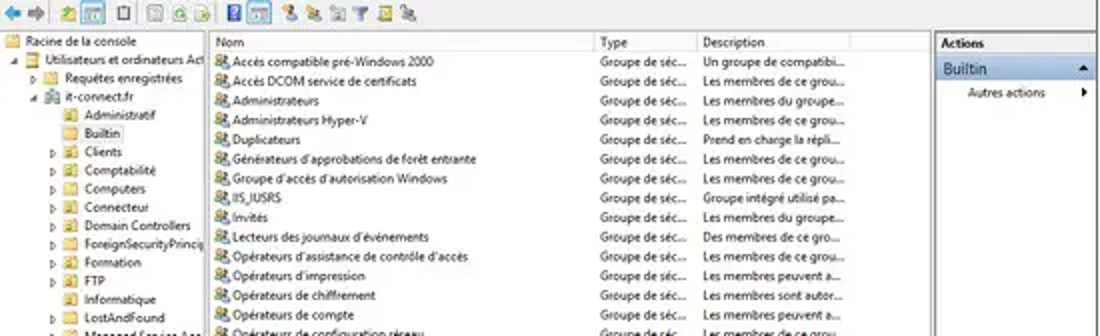 Racine de la console
Utilisateurs et ordinateurs Act
Requêtes enregistrées
it-connect.fr
Administratif
Builtin
Clients
Comptabilité
Computers
Connecteur
Domain Controllers
ForeignSecurityPrincip
Formation
FTP
Informatique
LostAndFound
Nom Type Description
Accès compatible pré-Windows 2000 Groupe de séc... Un groupe de compatibi...
Accès DCOM service de certificats Groupe de séc... Les membres de ce grou...
Administrateurs Groupe de séc... Les membres du groupe...
Administrateurs Hyper-V Groupe de séc... Les membres de ce grou...
Duplicateurs Groupe de séc... Prend en charge la répli...
Générateurs d'approbations de forêt entrante Groupe de séc... Les membres de ce grou...
Groupe d'accès d'autorisation Windows Groupe de séc... Les membres de ce grou...
IIS_IUSRS Groupe de séc... Groupe intégré utilisé pa...
Invités Groupe de séc... Les membres du groupe...
Lecteurs des journaux d'événements Groupe de séc... Des membres de ce gro...
Opérateurs d'assistance de contrôle d'accès Groupe de séc... Les membres de ce grou...
Opérateurs d'impression Groupe de séc... Les membres peuvent a...
Opérateurs de chiffrement Groupe de séc... Les membres sont autor...
Opérateurs de compte Groupe de séc... Les membres peuvent a...
Opérateurs de configuration réseau Groupe de séc... Les membres de ce grou...
Actions
Builtin
Autres actions